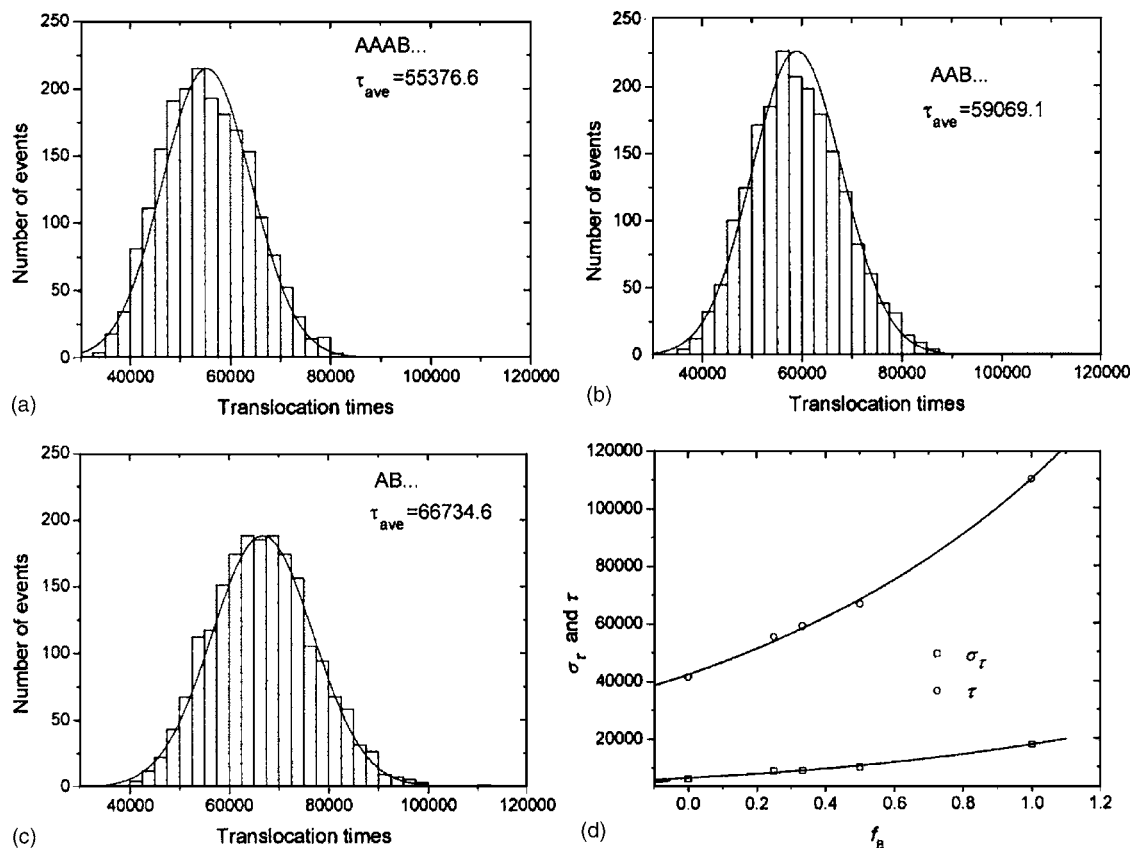 250
200
150
100
50
0
Number of events
AAAB...
τave=55376.6
40000 60000 80000 100000 120000
(a) Translocation times
250
200
150
100
50
0
Number of events
AAB...
τave=59069.1
40000 60000 80000 100000 120000
(b) Translocation times
250
200
150
100
50
0
Number of events
AB...
τave=66734.6
40000 60000 80000 100000 120000
(c) Translocation times
120000
100000
80000
60000
40000
20000
στ and τ
στ
τ
0.0 0.2 0.4 0.6 0.8 1.0 1.2
(d) fB